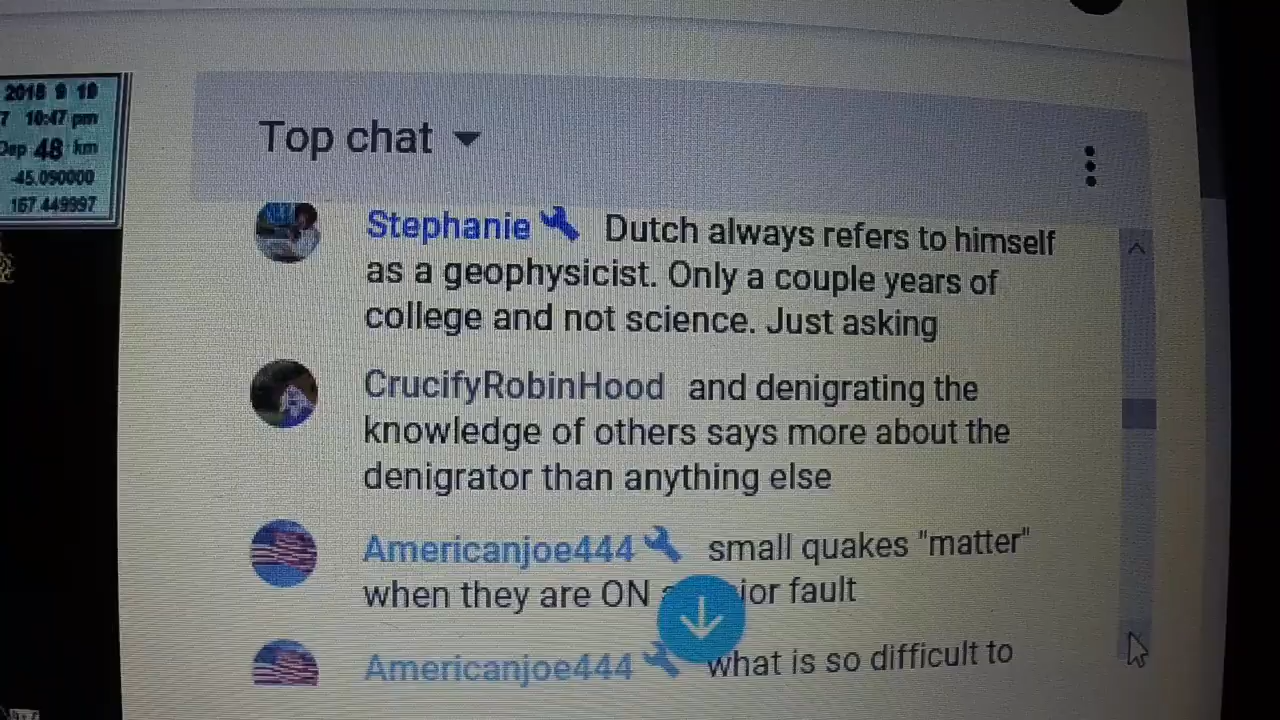 2018 9 10
7 10:47 pm
Dep 48 km
-45.090000
167.449997
Top chat
Stephanie Dutch always refers to himself
as a geophysicist. Only a couple years of
college and not science. Just asking
CrucifyRobinHood and denigrating the
knowledge of others says more about the
denigrator than anything else
Americanjoe444 small quakes "matter"
when they are ON fault
Americanjoe444 what is so difficult to